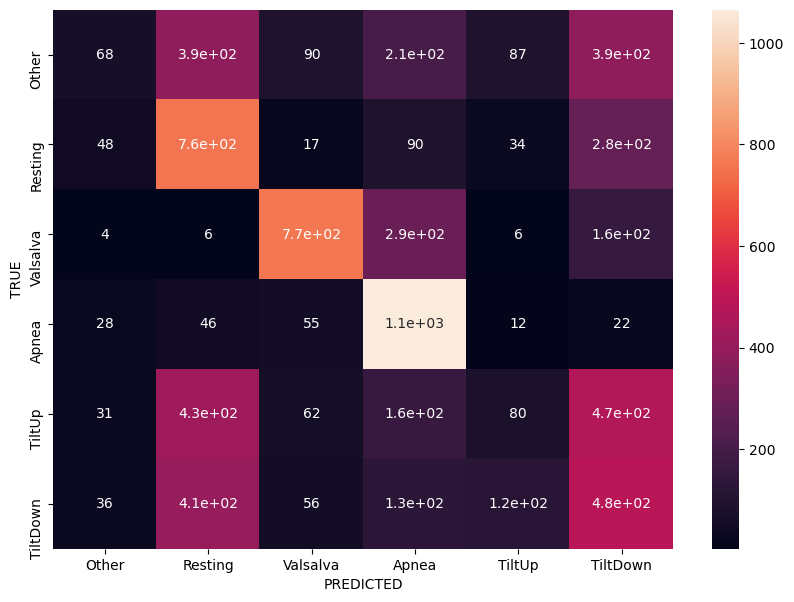 Other 68 3.9e+02 90 2.1e+02 87 3.9e+02
Resting 48 7.6e+02 17 90 34 2.8e+02
Valsalva 4 6 7.7e+02 2.9e+02 6 1.6e+02
Apnea 28 46 55 1.1e+03 12 22
TiltUp 31 4.3e+02 62 1.6e+02 80 4.7e+02
TiltDown 36 4.1e+02 56 1.3e+02 1.2e+02 4.8e+02
Other Resting Valsalva Apnea TiltUp TiltDown
PREDICTED
TRUE
1000
800
600
400
200